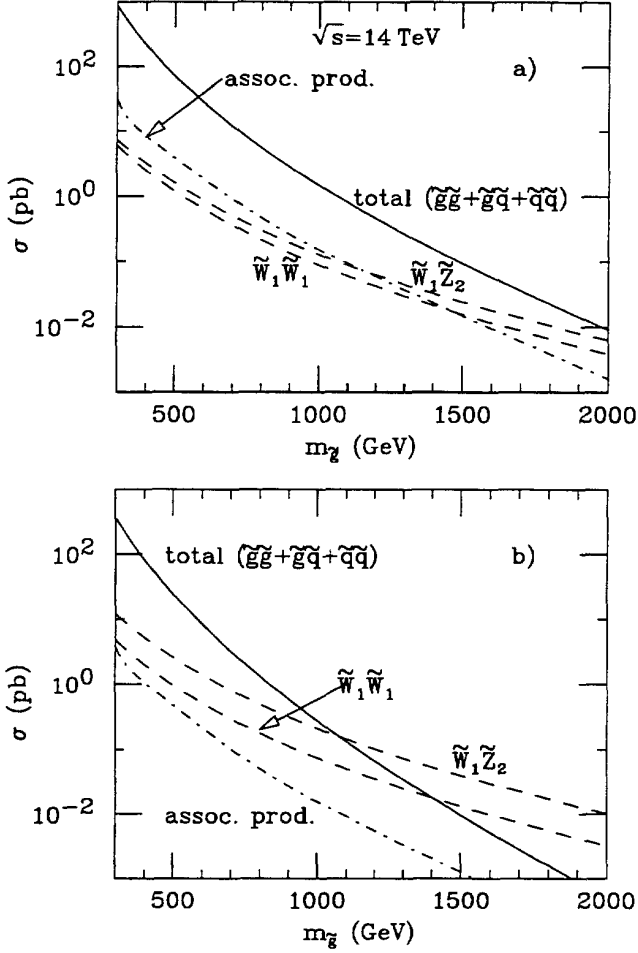 √s=14 TeV
a)
assoc. prod.
total (g̃g̃+g̃q̃+q̃q̃)
W̃₁W̃₁
W̃₁Z̃₂
10²
10⁰
10⁻²
σ (pb)
500
1000
1500
2000
m_g̃ (GeV)
total (g̃g̃+g̃q̃+q̃q̃)
b)
W̃₁W̃₁
W̃₁Z̃₂
assoc. prod.
10²
10⁰
10⁻²
σ (pb)
500
1000
1500
2000
m_g̃ (GeV)